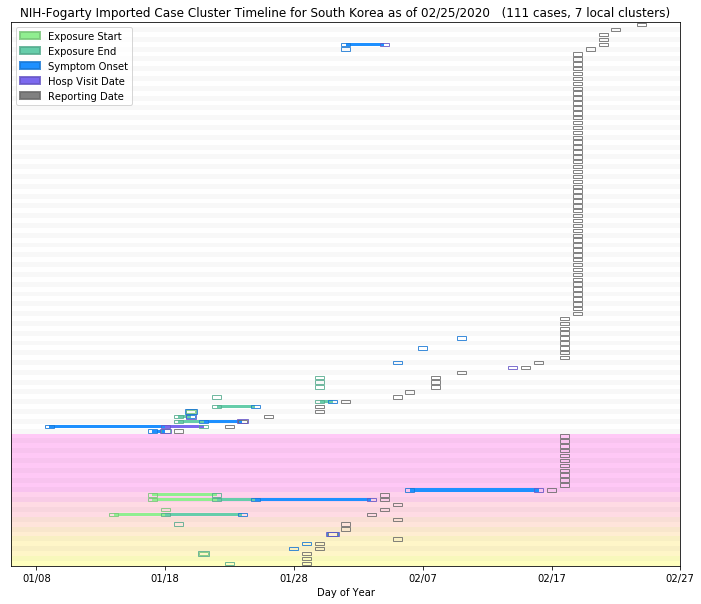 NIH-Fogarty Imported Case Cluster Timeline for South Korea as of 02/25/2020 (111 cases, 7 local clusters)
Exposure Start
Exposure End
Symptom Onset
Hosp Visit Date
Reporting Date
01/08 01/18 01/28 02/07 02/17 02/27
Day of Year